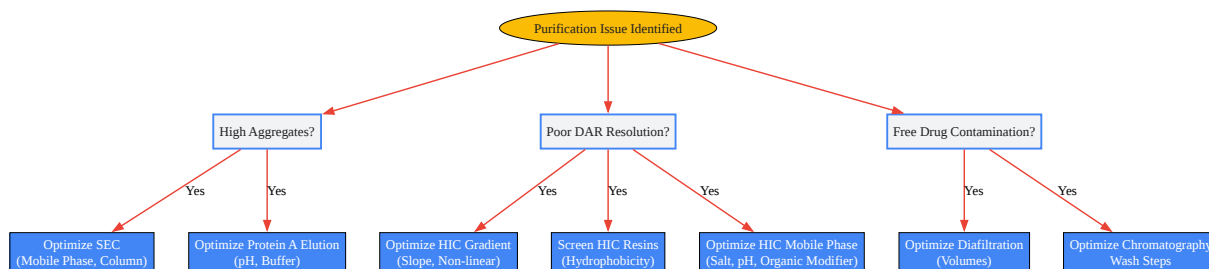 Purification Issue Identified
High Aggregates?
Poor DAR Resolution?
Free Drug Contamination?
Yes
Yes
Yes
Yes
Yes
Yes
Yes
Optimize SEC
(Mobile Phase, Column)
Optimize Protein A Elution
(pH, Buffer)
Optimize HIC Gradient
(Slope, Non-linear)
Screen HIC Resins
(Hydrophobicity)
Optimize HIC Mobile Phase
(Salt, pH, Organic Modifier)
Optimize Diafiltration
(Volumes)
Optimize Chromatography
Wash Steps